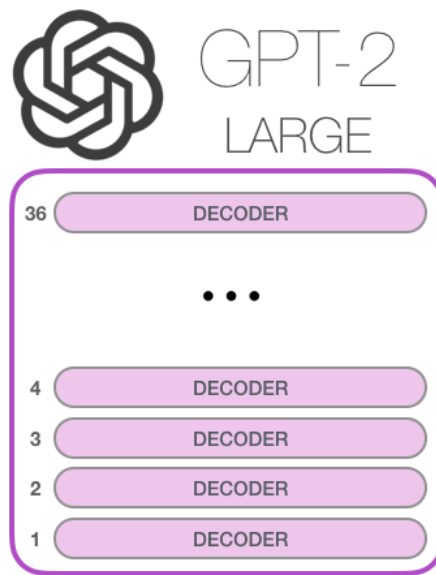 GPT-2
LARGE
36 DECODER
•••
4 DECODER
3 DECODER
2 DECODER
1 DECODER